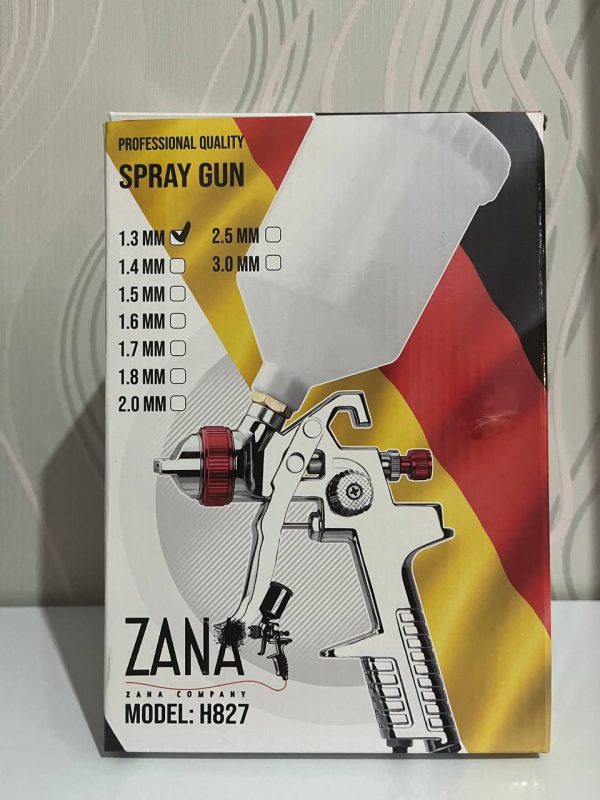 PROFESSIONAL QUALITY
SPRAY GUN
1.3 MM
1.4 MM
1.5 MM
1.6 MM
1.7 MM
1.8 MM
2.0 MM
2.5 MM
3.0 MM
ZANA
ZANA COMPANY
MODEL: H827